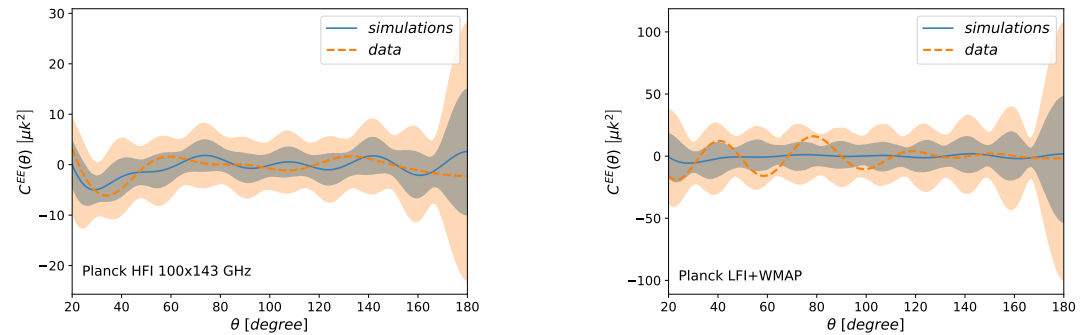 30
20
10
0
−10
−20
C^{EE}(θ) [μk²]
simulations
data
Planck HFI 100x143 GHz
20 40 60 80 100 120 140 160 180
θ [degree]
100
50
0
−50
−100
C^{EE}(θ) [μk²]
simulations
data
Planck LFI+WMAP
20 40 60 80 100 120 140 160 180
θ [degree]